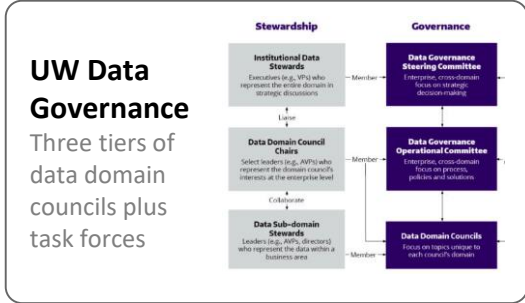 UW Data
Governance
Three tiers of
data domain
councils plus
task forces
Stewardship
Governance
Institutional Data
Stewards
Executives (e.g., VPs) who
represent the entire domain in
strategic discussions
Member
Data Governance
Steering Committee
Enterprise, cross-domain
focus on strategic
decision-making
Liaise
Data Domain Council
Chairs
Select leaders (e.g., AVPs) who
represent the domain council's
interests at the enterprise level
Member
Data Governance
Operational Committee
Enterprise, cross-domain
focus on process,
policies and solutions
Collaborate
Data Sub-domain
Stewards
Leaders (e.g., AVPs, directors)
who represent the data within a
business area
Member
Data Domain Councils
Focus on topics unique to
each council's domain